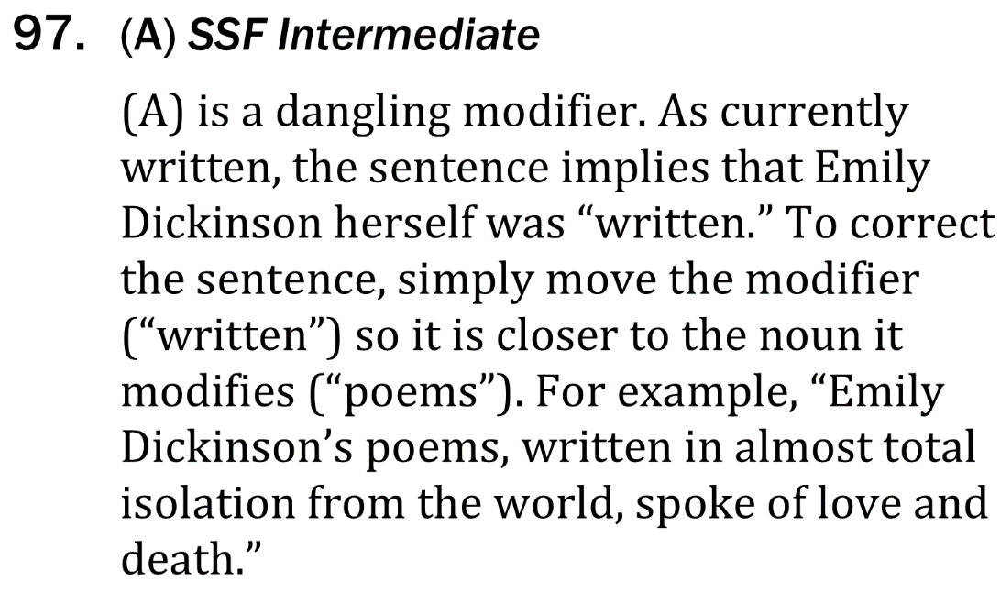 97. (A) SSF Intermediate
(A) is a dangling modifier. As currently
written, the sentence implies that Emily
Dickinson herself was “written.” To correct
the sentence, simply move the modifier
(“written”) so it is closer to the noun it
modifies (“poems”). For example, “Emily
Dickinson’s poems, written in almost total
isolation from the world, spoke of love and
death.”